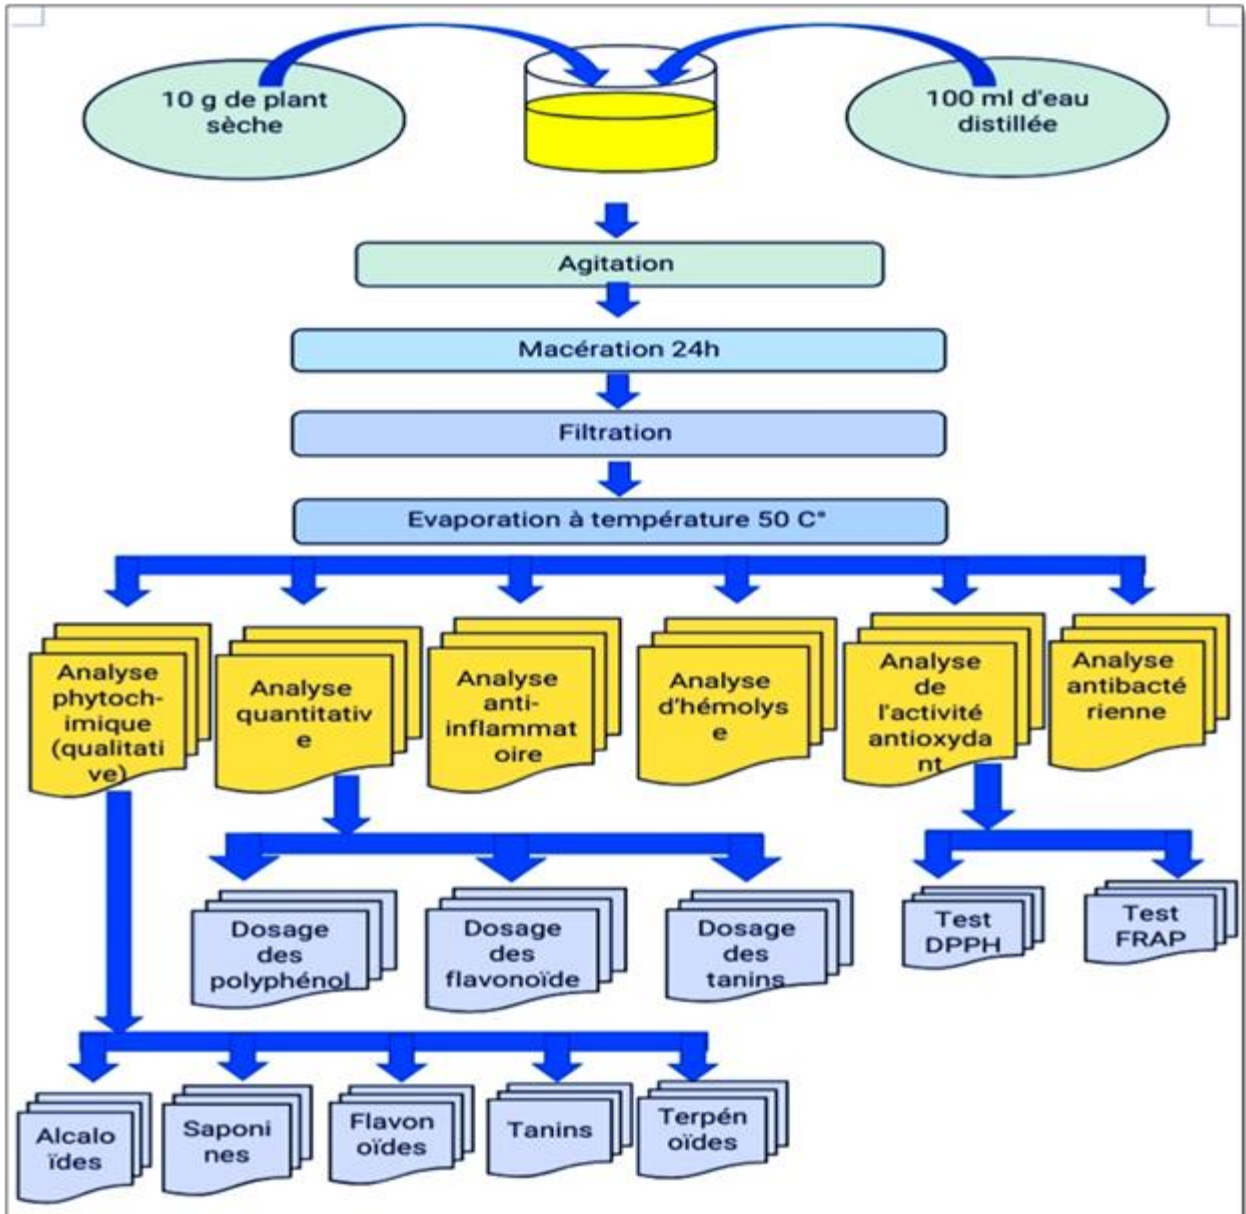 10 g de plant
sèche
100 ml d'eau
distillée
Agitation
Macération 24h
Filtration
Evaporation à température 50 C°
Analyse
phytoch-
imique
(qualitati
ve)
Analyse
quantitativ
e
Analyse
anti-
inflammat
oire
Analyse
d'hémolys
e
Analyse
de
l'activité
antioxyda
nt
Analyse
antibacté
rienne
Dosage
des
polyphénol
Dosage
des
flavonoïde
Dosage
des
tanins
Test
DPPH
Test
FRAP
Alcalo
ïdes
Saponi
nes
Flavon
oïdes
Tanins
Terpén
oïdes